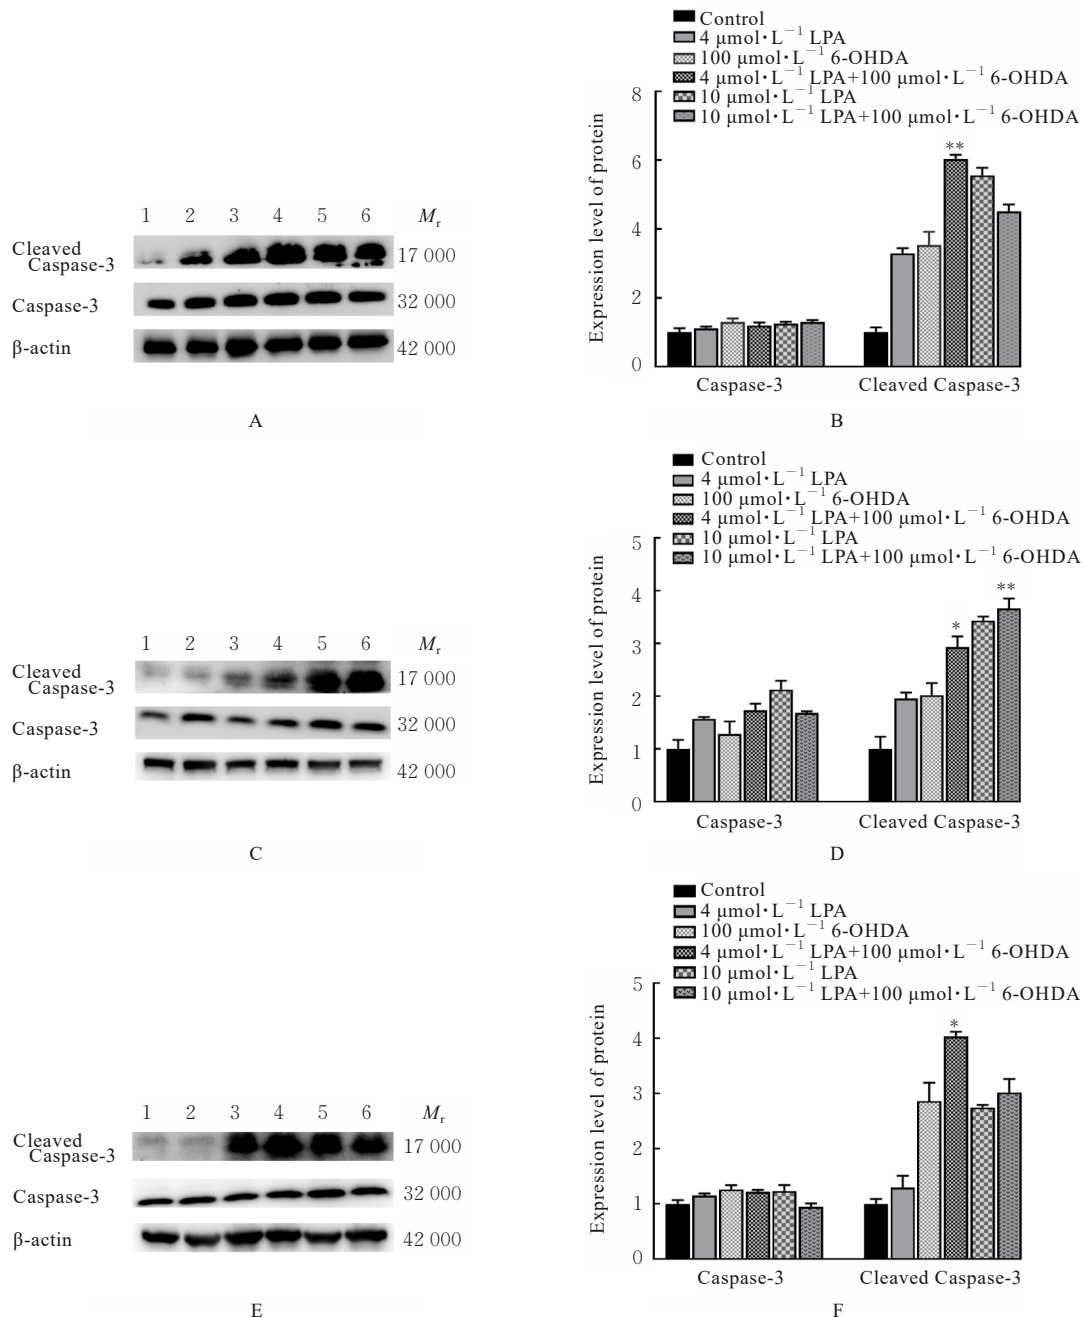 1 2 3 4 5 6 Mr
Cleaved
Caspase-3
17 000
Caspase-3
32 000
β-actin
42 000
A
Control
4 μmol·L⁻¹ LPA
100 μmol·L⁻¹ 6-OHDA
4 μmol·L⁻¹ LPA+100 μmol·L⁻¹ 6-OHDA
10 μmol·L⁻¹ LPA
10 μmol·L⁻¹ LPA+100 μmol·L⁻¹ 6-OHDA
Expression level of protein
8
6
4
2
0
**
Caspase-3 Cleaved Caspase-3
B
1 2 3 4 5 6 Mr
Cleaved
Caspase-3
17 000
Caspase-3
32 000
β-actin
42 000
C
Control
4 μmol·L⁻¹ LPA
100 μmol·L⁻¹ 6-OHDA
4 μmol·L⁻¹ LPA+100 μmol·L⁻¹ 6-OHDA
10 μmol·L⁻¹ LPA
10 μmol·L⁻¹ LPA+100 μmol·L⁻¹ 6-OHDA
Expression level of protein
5
4
3
2
1
0
* **
Caspase-3 Cleaved Caspase-3
D
1 2 3 4 5 6 Mr
Cleaved
Caspase-3
17 000
Caspase-3
32 000
β-actin
42 000
E
Control
4 μmol·L⁻¹ LPA
100 μmol·L⁻¹ 6-OHDA
4 μmol·L⁻¹ LPA+100 μmol·L⁻¹ 6-OHDA
10 μmol·L⁻¹ LPA
10 μmol·L⁻¹ LPA+100 μmol·L⁻¹ 6-OHDA
Expression level of protein
5
4
3
2
1
0
*
Caspase-3 Cleaved Caspase-3
F